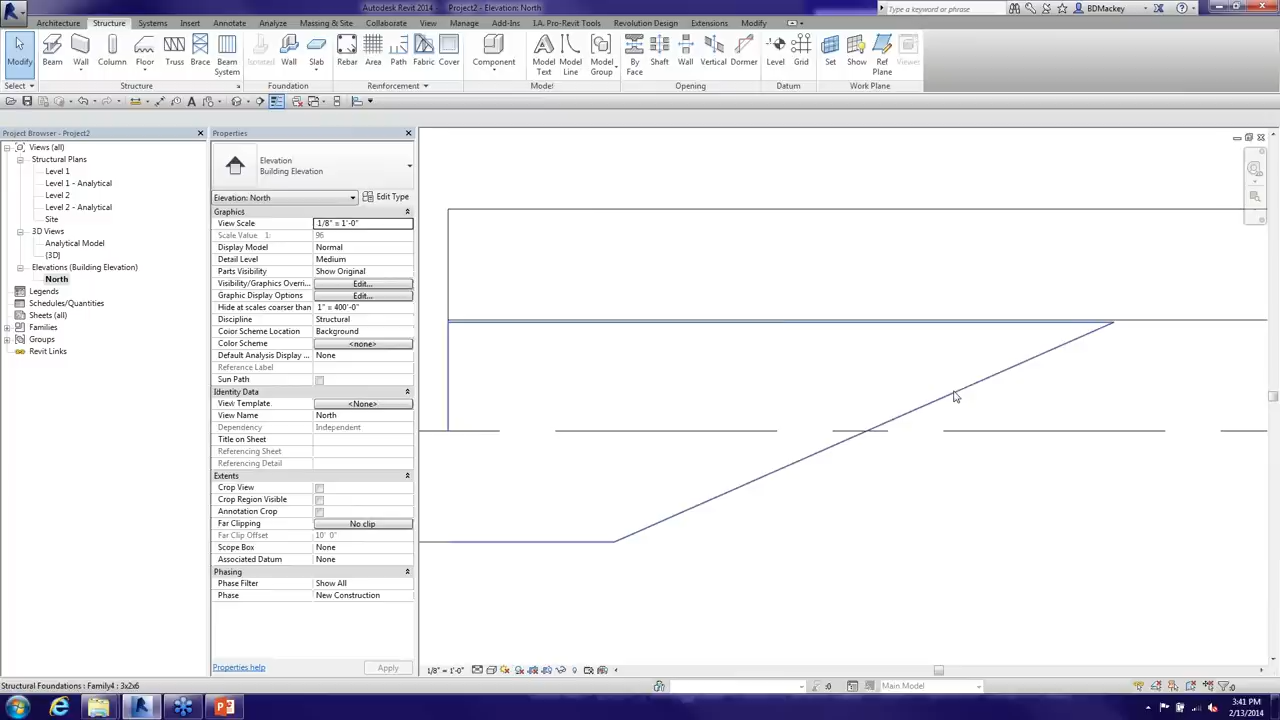 Autodesk Revit 2014 - Project2 - Elevation: North
Type a keyword or phrase
BDMackey
Architecture Structure Systems Insert Annotate Analyze Massing & Site Collaborate View Manage Add-Ins I.A. Pro-Revit Tools Revolution Design Extensions Modify
Modify Beam Wall Column Floor Truss Brace Beam System Isolated Wall Slab Rebar Area Path Fabric Cover Component Model Text Model Line Model Group By Face Shaft Wall Vertical Dormer Level Grid Set Show Ref Plane Viewer
Select Structure Foundation Reinforcement Model Opening Datum Work Plane
Project Browser - Project2
Views (all)
Structural Plans
Level 1
Level 1 - Analytical
Level 2
Level 2 - Analytical
Site
3D Views
Analytical Model
{3D}
Elevations (Building Elevation)
North
Legends
Schedules/Quantities
Sheets (all)
Families
Groups
Revit Links
Properties
Elevation
Building Elevation
Elevation: North Edit Type
Graphics
View Scale 1/8" = 1'-0"
Scale Value 1: 96
Display Model Normal
Detail Level Medium
Parts Visibility Show Original
Visibility/Graphics Overri... Edit...
Graphic Display Options Edit...
Hide at scales coarser than 1" = 400'-0"
Discipline Structural
Color Scheme Location Background
Color Scheme <none>
Default Analysis Display ... None
Reference Label
Sun Path
Identity Data
View Template <None>
View Name North
Dependency Independent
Title on Sheet
Referencing Sheet
Referencing Detail
Extents
Crop View
Crop Region Visible
Annotation Crop
Far Clipping No clip
Far Clip Offset 10' 0"
Scope Box None
Associated Datum None
Phasing
Phase Filter Show All
Phase New Construction
Properties help Apply
1/8" = 1'-0"
Structural Foundations : Family4 : 3x2x6
:0
Main Model
:0
3:41 PM
2/13/2014